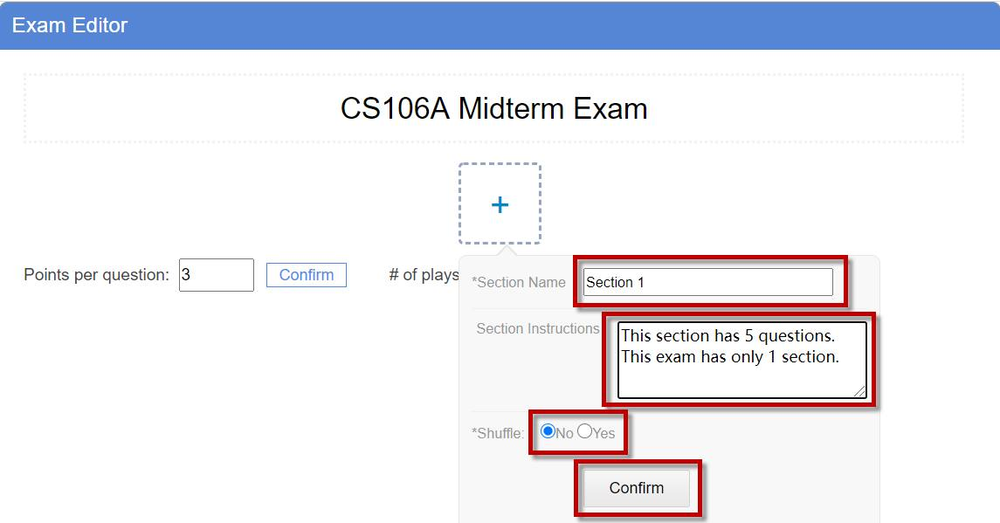 Exam Editor
CS106A Midterm Exam
+
Points per question: 3 Confirm # of plays
*Section Name Section 1
Section Instructions This section has 5 questions.
This exam has only 1 section.
*Shuffle: No Yes
Confirm